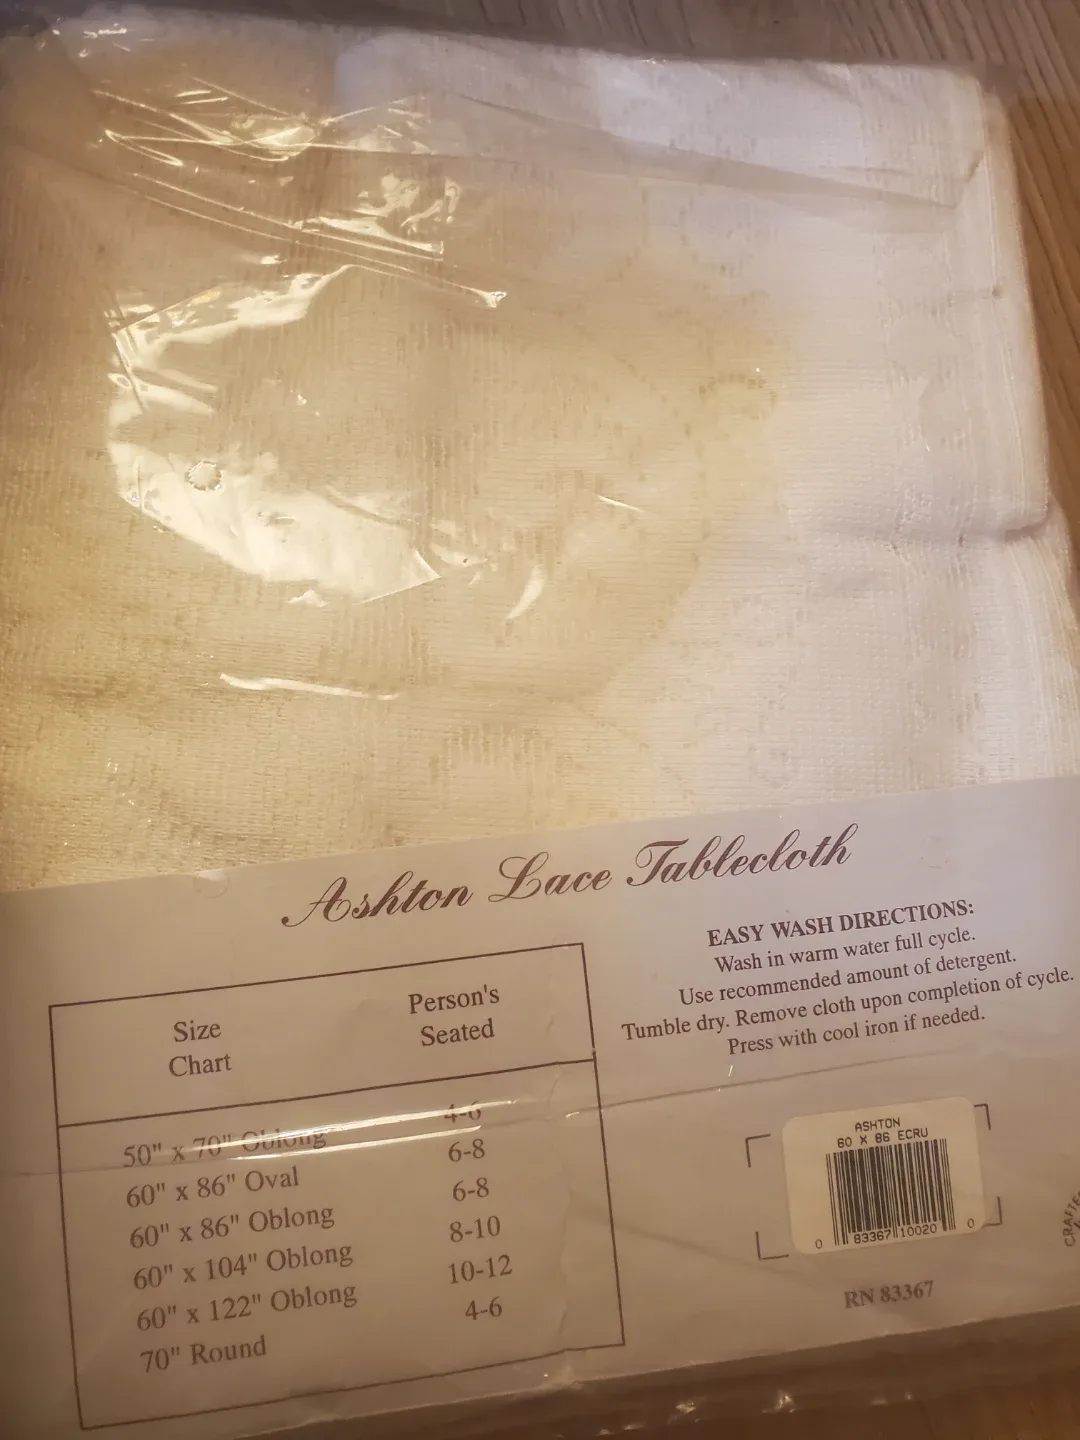 Ashton Lace Tablecloth
Size
Chart
Person's
Seated
50" x 70" Oblong 4-6
60" x 86" Oval 6-8
60" x 86" Oblong 6-8
60" x 104" Oblong 8-10
60" x 122" Oblong 10-12
70" Round 4-6
EASY WASH DIRECTIONS:
Wash in warm water full cycle.
Use recommended amount of detergent.
Tumble dry. Remove cloth upon completion of cycle.
Press with cool iron if needed.
ASHTON
60 X 86 ECRU
0 83367 10020 0
RN 83367